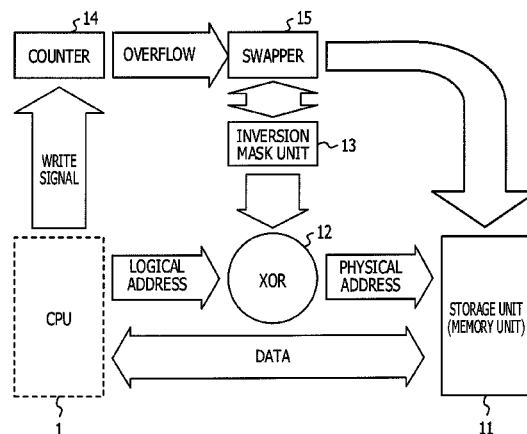 14
15
COUNTER
OVERFLOW
SWAPPER
INVERSION
MASK UNIT
13
WRITE
SIGNAL
12
CPU
LOGICAL
ADDRESS
XOR
PHYSICAL
ADDRESS
STORAGE UNIT
(MEMORY UNIT)
DATA
1
11